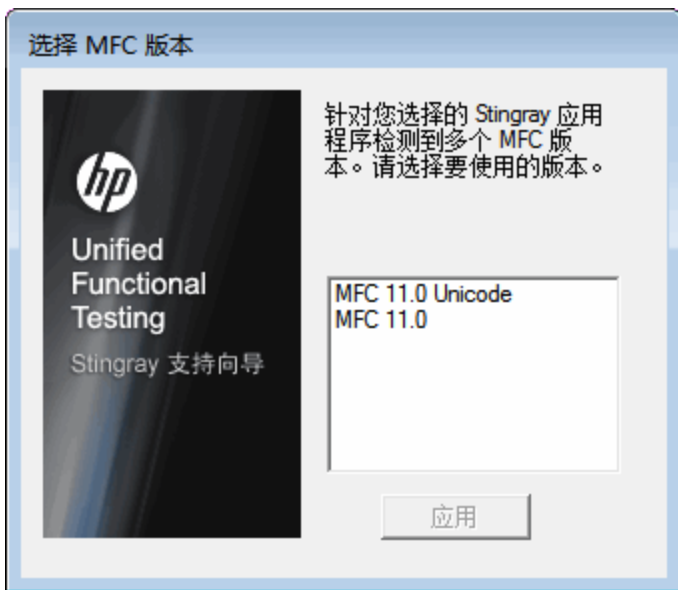 选择 MFC 版本
hp
Unified
Functional
Testing
Stingray 支持向导
针对您选择的 Stingray 应用
程序检测到多个 MFC 版
本。请选择要使用的版本。
MFC 11.0 Unicode
MFC 11.0
应用